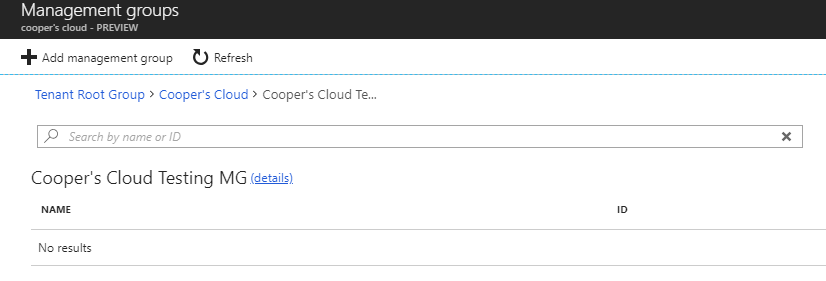 Management groups
cooper's cloud - PREVIEW
Add management group Refresh
Tenant Root Group > Cooper's Cloud > Cooper's Cloud Te...
Search by name or ID
Cooper's Cloud Testing MG (details)
NAME ID
No results